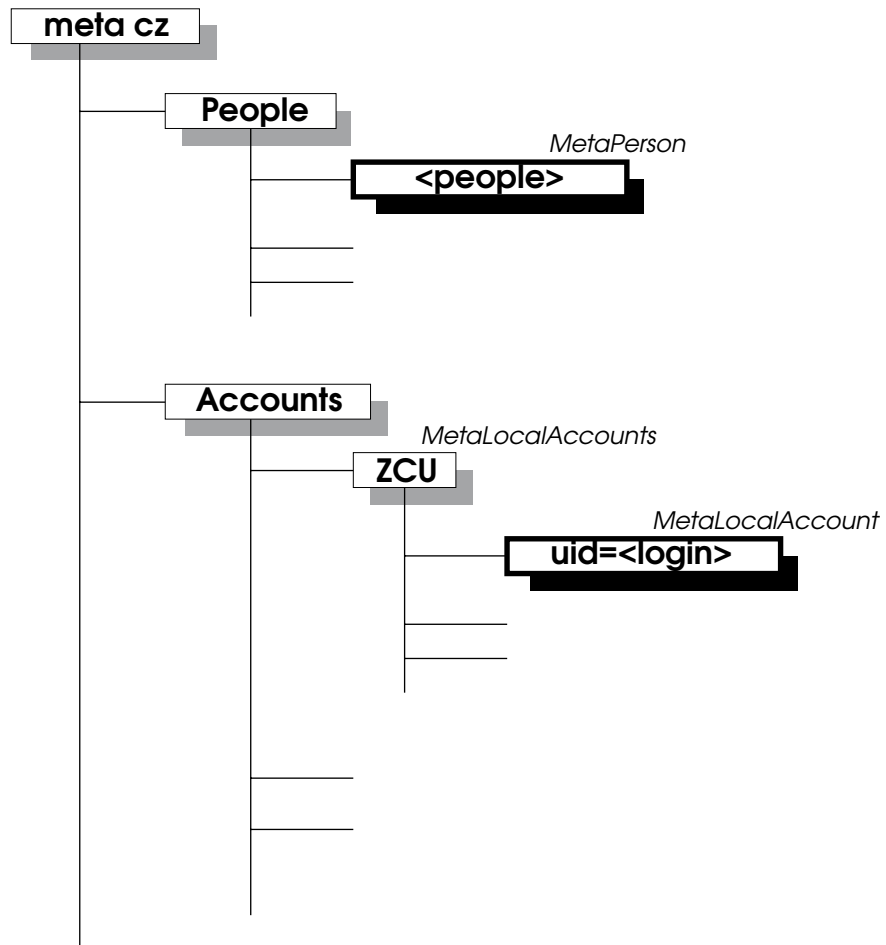 meta cz
People
MetaPerson
<people>
Accounts
MetaLocalAccounts
ZCU
MetaLocalAccount
uid=<login>